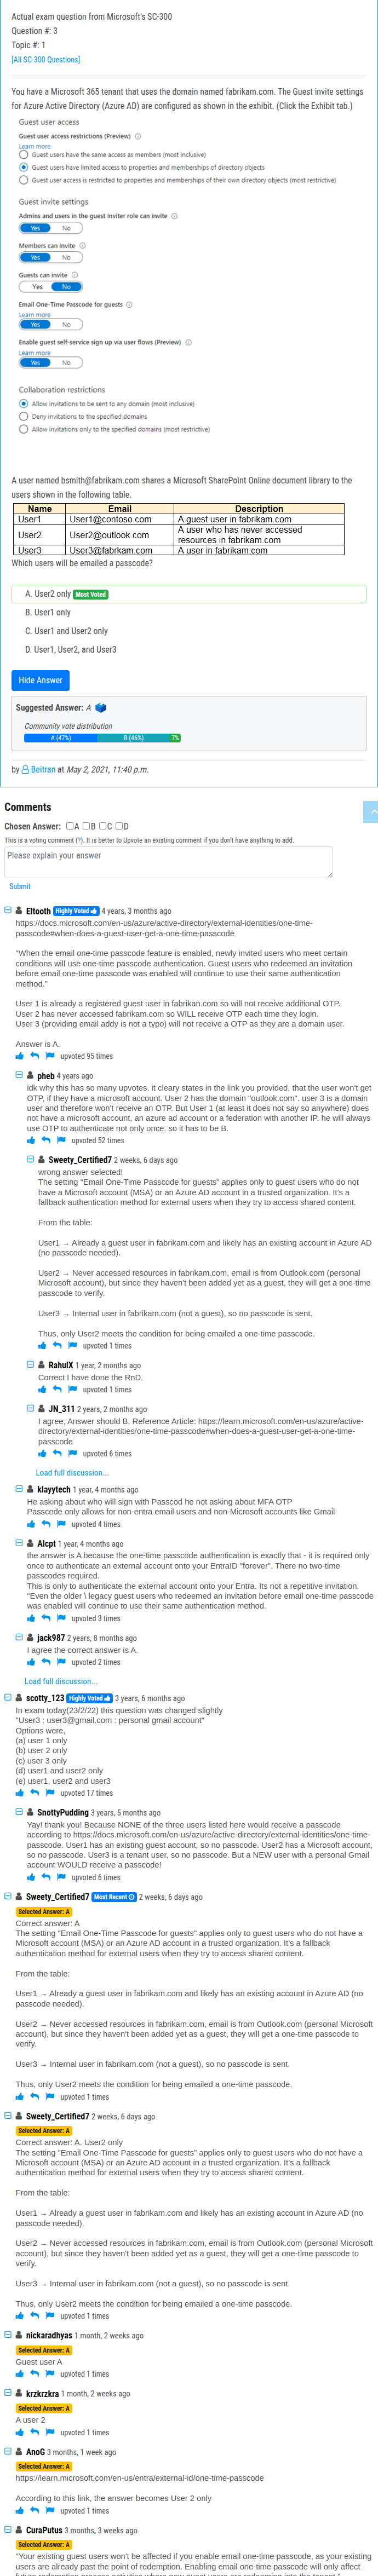 Actual exam question from Microsoft's SC-300
Question #: 3
Topic #: 1
[All SC-300 Questions]
You have a Microsoft 365 tenant that uses the domain named fabrikam.com. The Guest invite settings
for Azure Active Directory (Azure AD) are configured as shown in the exhibit. (Click the Exhibit tab.)
Guest user access
Guest user access restrictions (Preview)
Learn more
Guest users have the same access as members (most inclusive)
Guest users have limited access to properties and memberships of directory objects
Guest user access is restricted to properties and memberships of their own directory objects (most restrictive)
Guest invite settings
Admins and users in the guest inviter role can invite
Yes No
Members can invite
Yes No
Guests can invite
Yes No
Email One-Time Passcode for guests
Learn more
Yes No
Enable guest self-service sign up via user flows (Preview)
Learn more
Yes No
Collaboration restrictions
Allow invitations to be sent to any domain (most inclusive)
Deny invitations to the specified domains
Allow invitations only to the specified domains (most restrictive)
A user named bsmith@fabrikam.com shares a Microsoft SharePoint Online document library to the
users shown in the following table.
Name Email Description
User1 User1@contoso.com A guest user in fabrikam.com
User2 User2@outlook.com A user who has never accessed
resources in fabrikam.com
User3 User3@fabrkam.com A user in fabrikam.com
Which users will be emailed a passcode?
A. User2 only Most Voted
B. User1 only
C. User1 and User2 only
D. User1, User2, and User3
Hide Answer
Suggested Answer: A
Community vote distribution
A (47%) B (46%) 7%
by Beitran at May 2, 2021, 11:40 p.m.
Comments
Chosen Answer: A B C D
This is a voting comment (?). It is better to Upvote an existing comment if you don't have anything to add.
Please explain your answer
Submit
Eltooth Highly Voted 4 years, 3 months ago
https://docs.microsoft.com/en-us/azure/active-directory/external-identities/one-time-
passcode#when-does-a-guest-user-get-a-one-time-passcode
"When the email one-time passcode feature is enabled, newly invited users who meet certain
conditions will use one-time passcode authentication. Guest users who redeemed an invitation
before email one-time passcode was enabled will continue to use their same authentication
method."
User 1 is already a registered guest user in fabrikan.com so will not receive additional OTP.
User 2 has never accessed fabrikam.com so WILL receive OTP each time they login.
User 3 (providing email addy is not a typo) will not receive a OTP as they are a domain user.
Answer is A.
upvoted 95 times
pheb 4 years ago
idk why this has so many upvotes. it cleary states in the link you provided, that the user won't get
OTP, if they have a microsoft account. User 2 has the domain "outlook.com". user 3 is a domain
user and therefore won't receive an OTP. But User 1 (at least it does not say so anywhere) does
not have a microsoft account, an azure ad account or a federation with another IP. he will always
use OTP to authenticate not only once. so it has to be B.
upvoted 52 times
Sweety_Certified7 2 weeks, 6 days ago
wrong answer selected!
The setting "Email One-Time Passcode for guests" applies only to guest users who do not
have a Microsoft account (MSA) or an Azure AD account in a trusted organization. It's a
fallback authentication method for external users when they try to access shared content.
From the table:
User1 → Already a guest user in fabrikam.com and likely has an existing account in Azure AD
(no passcode needed).
User2 → Never accessed resources in fabrikam.com, email is from Outlook.com (personal
Microsoft account), but since they haven't been added yet as a guest, they will get a one-time
passcode to verify.
User3 → Internal user in fabrikam.com (not a guest), so no passcode is sent.
Thus, only User2 meets the condition for being emailed a one-time passcode.
upvoted 1 times
RahulX 1 year, 2 months ago
Correct I have done the RnD.
upvoted 1 times
JN_311 2 years, 2 months ago
I agree, Answer should B. Reference Article: https://learn.microsoft.com/en-us/azure/active-
directory/external-identities/one-time-passcode#when-does-a-guest-user-get-a-one-time-
passcode
upvoted 6 times
Load full discussion...
klayytech 1 year, 4 months ago
He asking about who will sign with Passcod he not asking about MFA OTP
Passcode only allows for non-entra email users and non-Microsoft accounts like Gmail
upvoted 4 times
Alcpt 1 year, 4 months ago
the answer is A because the one-time passcode authentication is exactly that - it is required only
once to authenticate an external account onto your EntraID "forever". There no two-time
passcodes required.
This is only to authenticate the external account onto your Entra. Its not a repetitive invitation.
"Even the older \ legacy guest users who redeemed an invitation before email one-time passcode
was enabled will continue to use their same authentication method.
upvoted 3 times
jack987 2 years, 8 months ago
I agree the correct answer is A.
upvoted 2 times
Load full discussion...
scotty_123 Highly Voted 3 years, 6 months ago
In exam today(23/2/22) this question was changed slightly
"User3 : user3@gmail.com : personal gmail account"
Options were,
(a) user 1 only
(b) user 2 only
(c) user 3 only
(d) user1 and user2 only
(e) user1, user2 and user3
upvoted 17 times
SnottyPudding 3 years, 5 months ago
Yay! thank you! Because NONE of the three users listed here would receive a passcode
according to https://docs.microsoft.com/en-us/azure/active-directory/external-identities/one-time-
passcode. User1 has an existing guest account, so no passcode. User2 has a Microsoft account,
so no passcode. User3 is a tenant user, so no passcode. But a NEW user with a personal Gmail
account WOULD receive a passcode!
upvoted 6 times
Sweety_Certified7 Most Recent 2 weeks, 6 days ago
Selected Answer: A
Correct answer: A
The setting "Email One-Time Passcode for guests" applies only to guest users who do not have a
Microsoft account (MSA) or an Azure AD account in a trusted organization. It's a fallback
authentication method for external users when they try to access shared content.
From the table:
User1 → Already a guest user in fabrikam.com and likely has an existing account in Azure AD (no
passcode needed).
User2 → Never accessed resources in fabrikam.com, email is from Outlook.com (personal Microsoft
account), but since they haven't been added yet as a guest, they will get a one-time passcode to
verify.
User3 → Internal user in fabrikam.com (not a guest), so no passcode is sent.
Thus, only User2 meets the condition for being emailed a one-time passcode.
upvoted 1 times
Sweety_Certified7 2 weeks, 6 days ago
Selected Answer: A
Correct answer: A. User2 only
The setting "Email One-Time Passcode for guests" applies only to guest users who do not have a
Microsoft account (MSA) or an Azure AD account in a trusted organization. It's a fallback
authentication method for external users when they try to access shared content.
From the table:
User1 → Already a guest user in fabrikam.com and likely has an existing account in Azure AD (no
passcode needed).
User2 → Never accessed resources in fabrikam.com, email is from Outlook.com (personal Microsoft
account), but since they haven't been added yet as a guest, they will get a one-time passcode to
verify.
User3 → Internal user in fabrikam.com (not a guest), so no passcode is sent.
Thus, only User2 meets the condition for being emailed a one-time passcode.
upvoted 1 times
nickaradhyas 1 month, 2 weeks ago
Selected Answer: A
Guest user A
upvoted 1 times
krzkrzkra 1 month, 2 weeks ago
Selected Answer: A
A user 2
upvoted 1 times
AnoG 3 months, 1 week ago
Selected Answer: A
https://learn.microsoft.com/en-us/entra/external-id/one-time-passcode
According to this link, the answer becomes User 2 only
upvoted 1 times
CuraPutus 3 months, 3 weeks ago
Selected Answer: A
"Your existing guest users won't be affected if you enable email one-time passcode, as your existing
users are already past the point of redemption. Enabling email one-time passcode will only affect